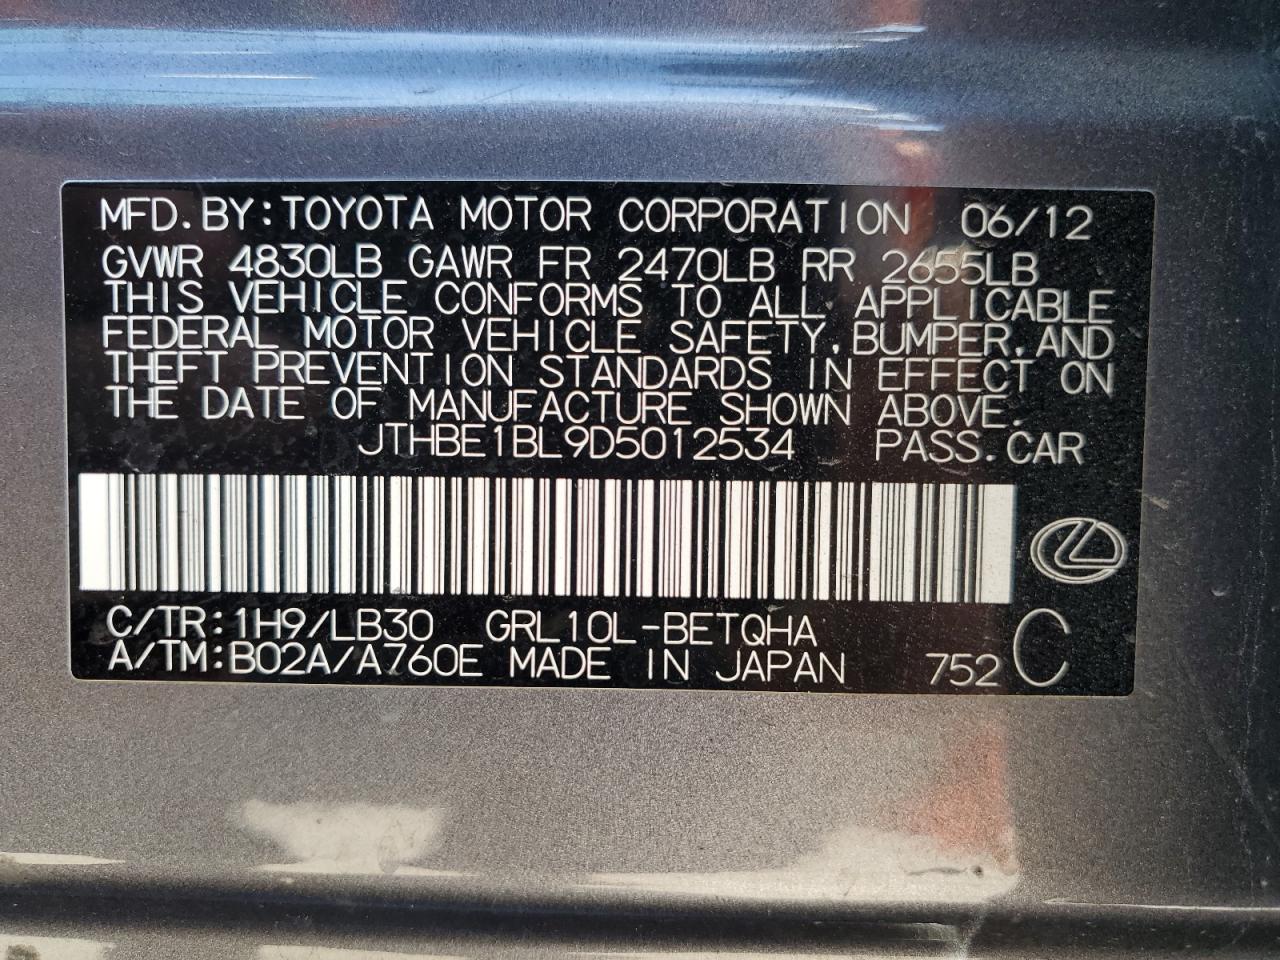 MFD.BY:TOYOTA MOTOR CORPORATION 06/12
GVWR 4830LB GAWR FR 2470LB RR 2655LB
THIS VEHICLE CONFORMS TO ALL APPLICABLE
FEDERAL MOTOR VEHICLE SAFETY,BUMPER,AND
THEFT PREVENTION STANDARDS IN EFFECT ON
THE DATE OF MANUFACTURE SHOWN ABOVE.
JTHBE1BL9D5012534 PASS.CAR
C/TR:1H9/LB30 GRL10L-BETQHA
A/TM:B02A/A760E MADE IN JAPAN 752 C